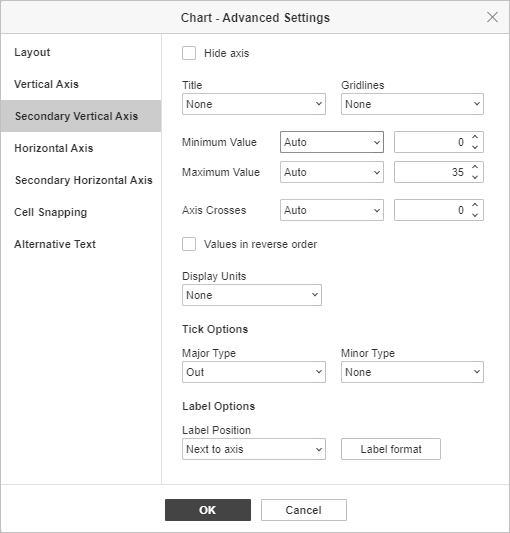 Chart - Advanced Settings
Layout
Vertical Axis
Secondary Vertical Axis
Horizontal Axis
Secondary Horizontal Axis
Cell Snapping
Alternative Text
Hide axis
Title Gridlines
None None
Minimum Value Auto 0
Maximum Value Auto 35
Axis Crosses Auto 0
Values in reverse order
Display Units
None
Tick Options
Major Type Minor Type
Out None
Label Options
Label Position
Next to axis Label format
OK Cancel